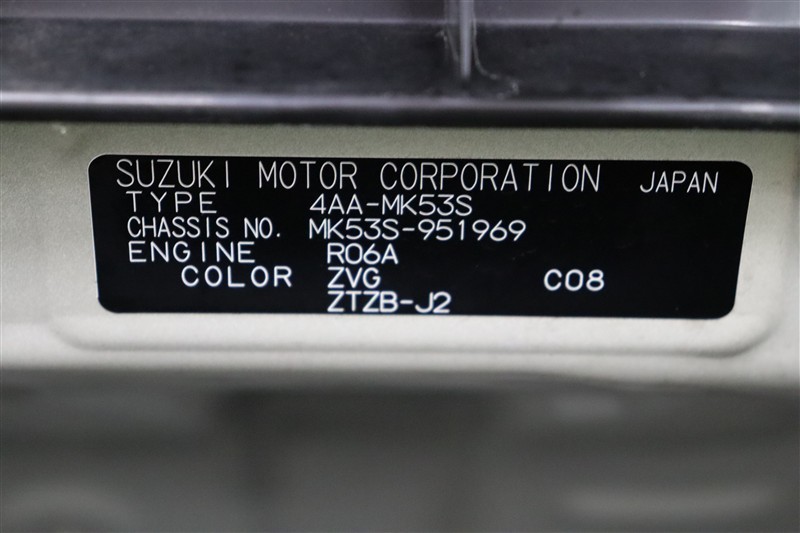 SUZUKI MOTOR CORPORATION JAPAN
TYPE 4AA-MK53S
CHASSIS NO. MK53S-951969
ENGINE R06A
COLOR ZVG C08
ZTZB-J2